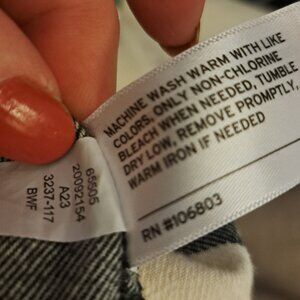 MACHINE WASH WARM WITH LIKE
COLORS, ONLY NON-CHLORINE
BLEACH WHEN NEEDED, TUMBLE
DRY LOW, REMOVE PROMPTLY,
WARM IRON IF NEEDED
RN #106803
65505
20092154
A23
3237-117
BWF